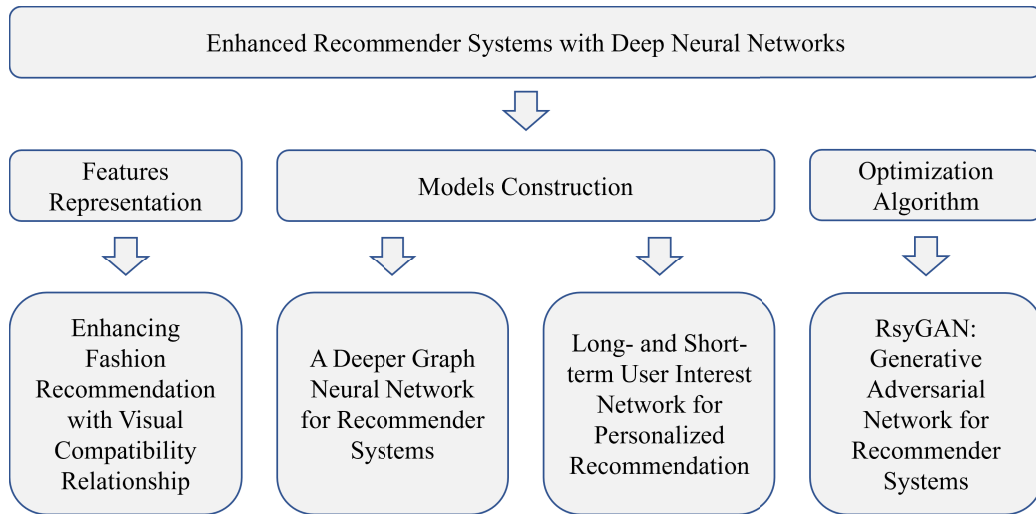 Enhanced Recommender Systems with Deep Neural Networks
Features
Representation
Models Construction
Optimization
Algorithm
Enhancing
Fashion
Recommendation
with Visual
Compatibility
Relationship
A Deeper Graph
Neural Network
for Recommender
Systems
Long- and Short-
term User Interest
Network for
Personalized
Recommendation
RsyGAN:
Generative
Adversarial
Network for
Recommender
Systems